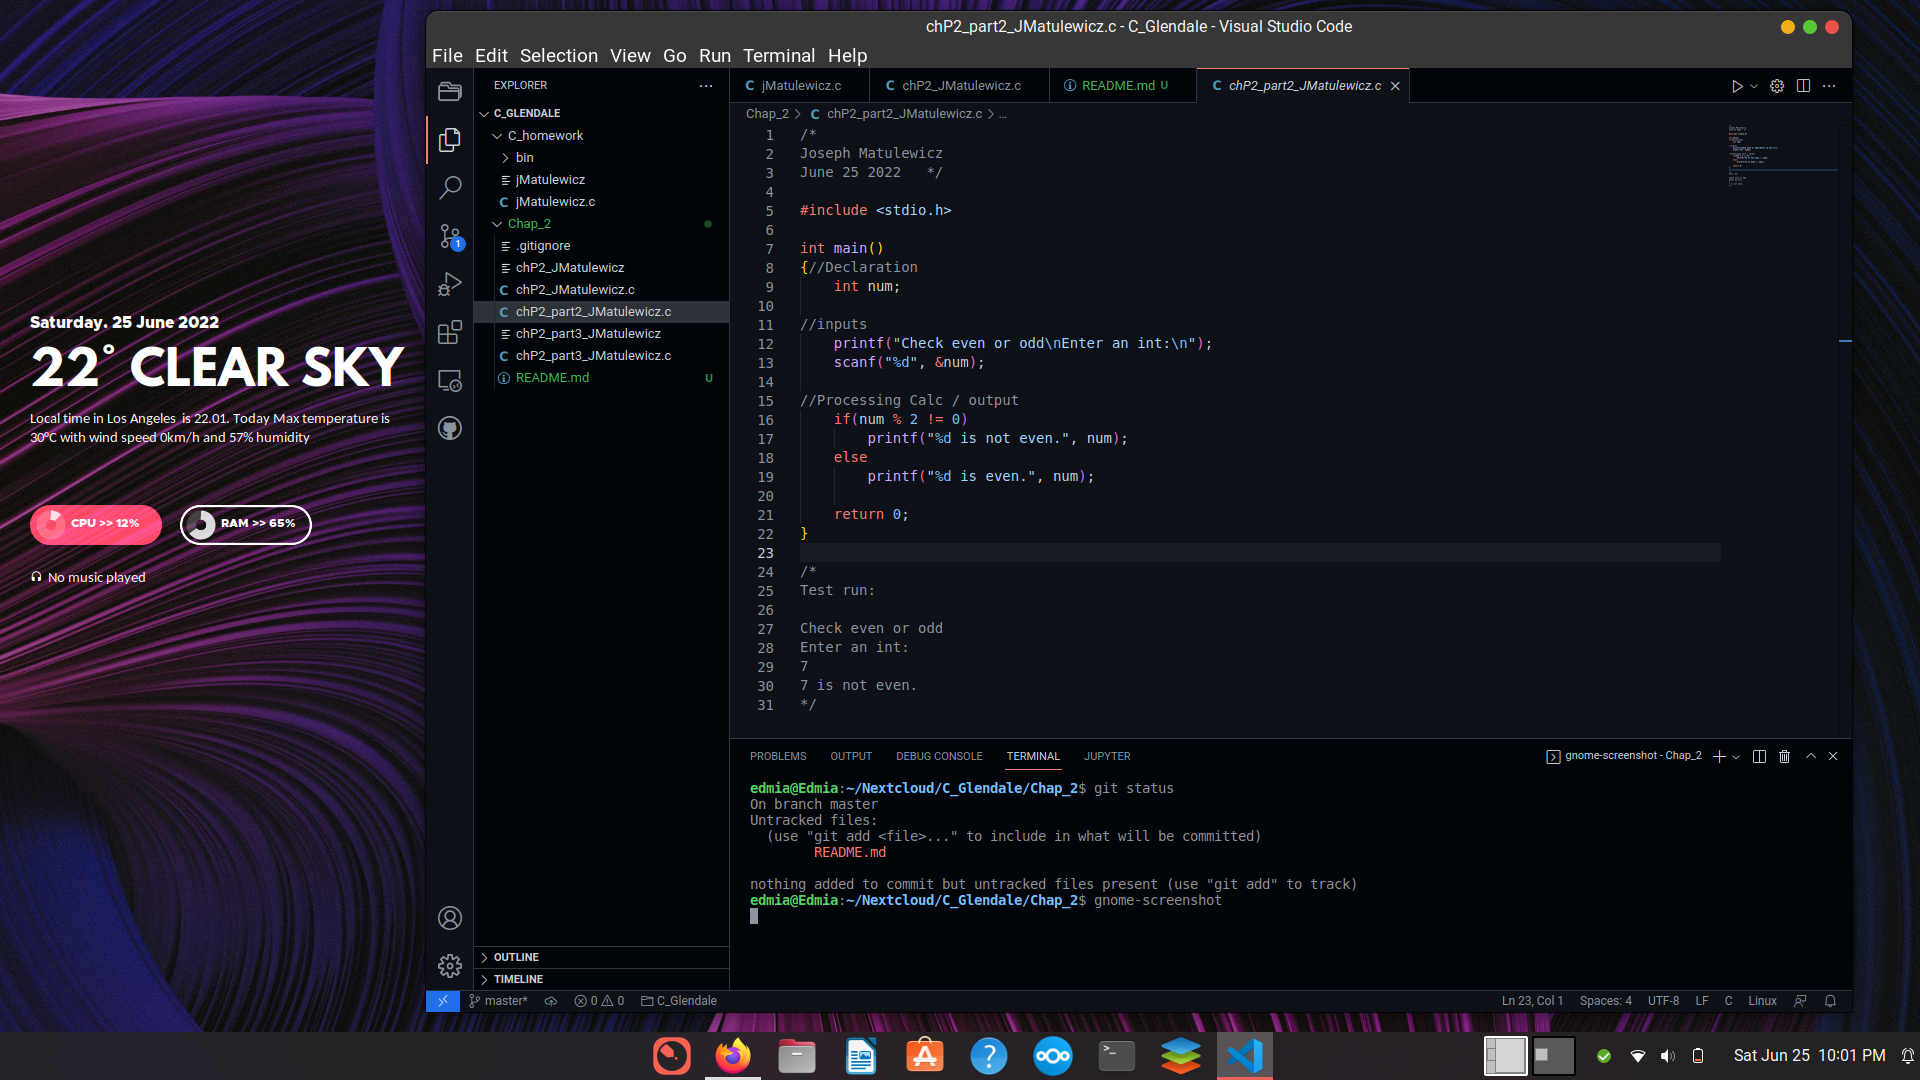 Saturday. 25 June 2022
22° CLEAR SKY
Local time in Los Angeles is 22.01. Today Max temperature is
30°C with wind speed 0km/h and 57% humidity
CPU >> 12%
RAM >> 65%
No music played
chP2_part2_JMatulewicz.c - C_Glendale - Visual Studio Code
File Edit Selection View Go Run Terminal Help
EXPLORER
C_GLENDALE
C_homework
bin
jMatulewicz
C jMatulewicz.c
Chap_2
.gitignore
chP2_JMatulewicz
C chP2_JMatulewicz.c
C chP2_part2_JMatulewicz.c
chP2_part3_JMatulewicz
C chP2_part3_JMatulewicz.c
README.md U
1
OUTLINE
TIMELINE
C jMatulewicz.c C chP2_JMatulewicz.c README.md U C chP2_part2_JMatulewicz.c
Chap_2 > C chP2_part2_JMatulewicz.c > ...
1 /*
2 Joseph Matulewicz
3 June 25 2022   */
4
5 #include <stdio.h>
6
7 int main()
8 {//Declaration
9     int num;
10
11 //inputs
12     printf("Check even or odd\nEnter an int:\n");
13     scanf("%d", &num);
14
15 //Processing Calc / output
16     if(num % 2 != 0)
17         printf("%d is not even.", num);
18     else
19         printf("%d is even.", num);
20
21     return 0;
22 }
23
24 /*
25 Test run:
26
27 Check even or odd
28 Enter an int:
29 7
30 7 is not even.
31 */
PROBLEMS OUTPUT DEBUG CONSOLE TERMINAL JUPYTER
gnome-screenshot - Chap_2
edmia@Edmia:~/Nextcloud/C_Glendale/Chap_2$ git status
On branch master
Untracked files:
  (use "git add <file>..." to include in what will be committed)
        README.md

nothing added to commit but untracked files present (use "git add" to track)
edmia@Edmia:~/Nextcloud/C_Glendale/Chap_2$ gnome-screenshot
master* 0 0 C_Glendale
Ln 23, Col 1 Spaces: 4 UTF-8 LF C Linux
Sat Jun 25 10:01 PM